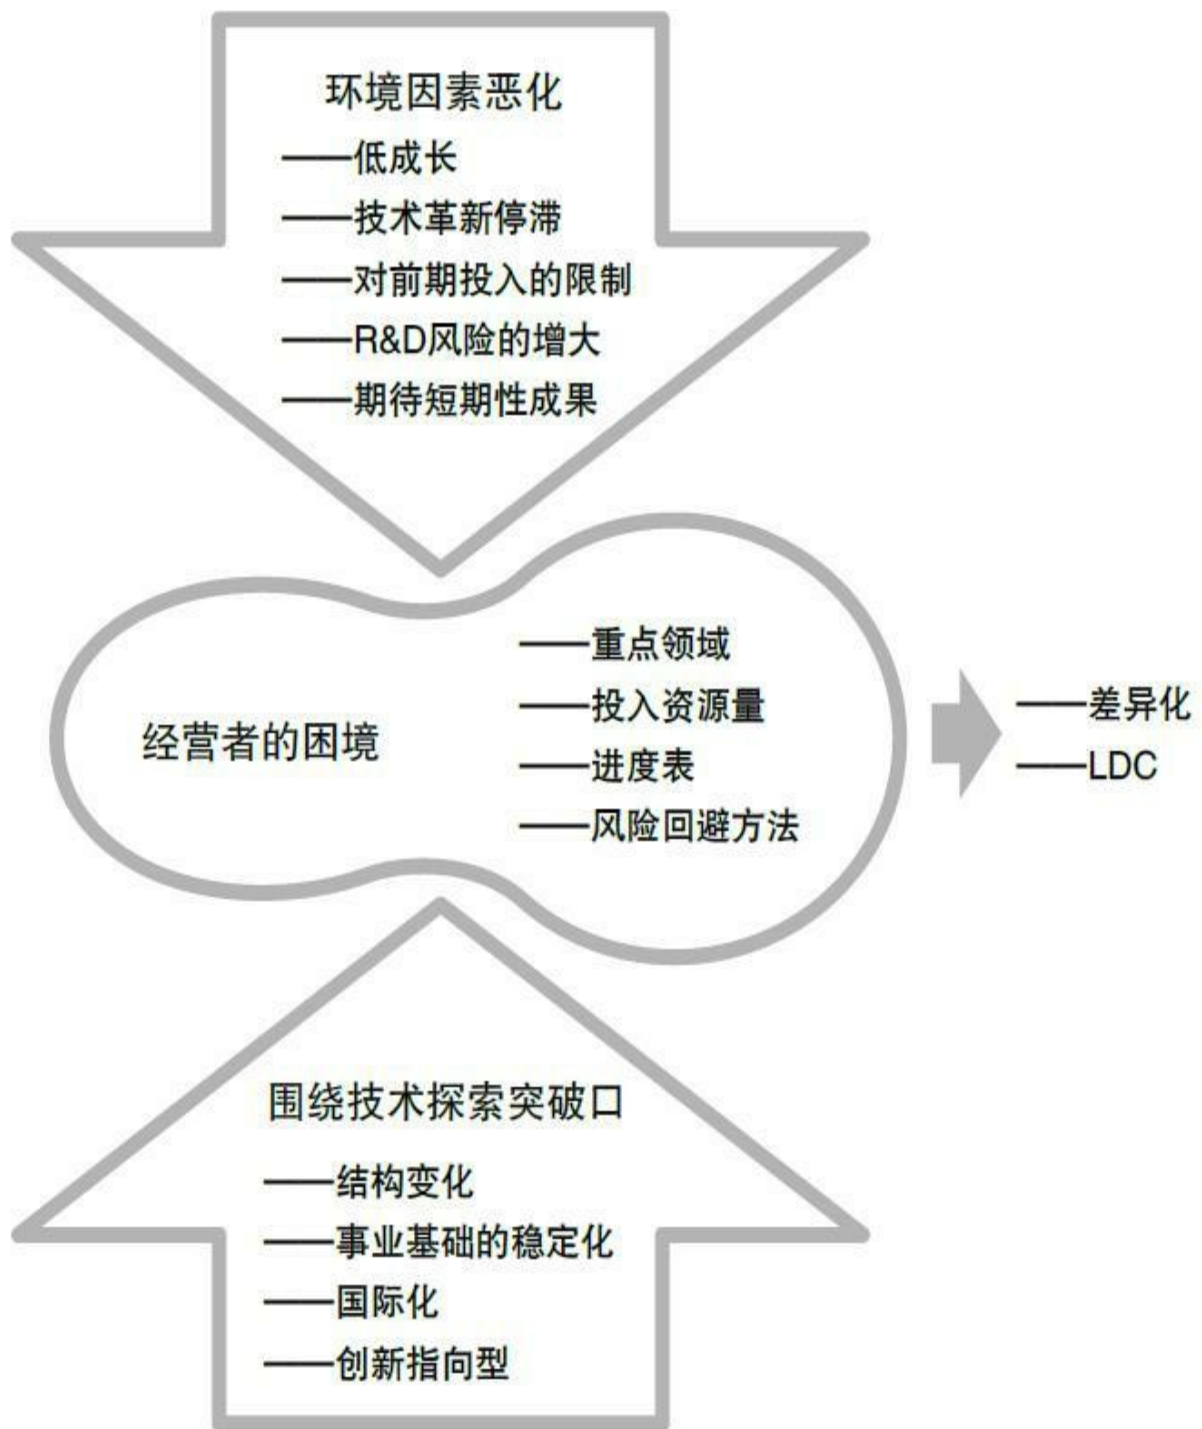 环境因素恶化
——低成长
——技术革新停滞
——对前期投入的限制
——R&D风险的增大
——期待短期性成果
经营者的困境
——重点领域
——投入资源量
——进度表
——风险回避方法
——差异化
——LDC
围绕技术探索突破口
——结构变化
——事业基础的稳定化
——国际化
——创新指向型